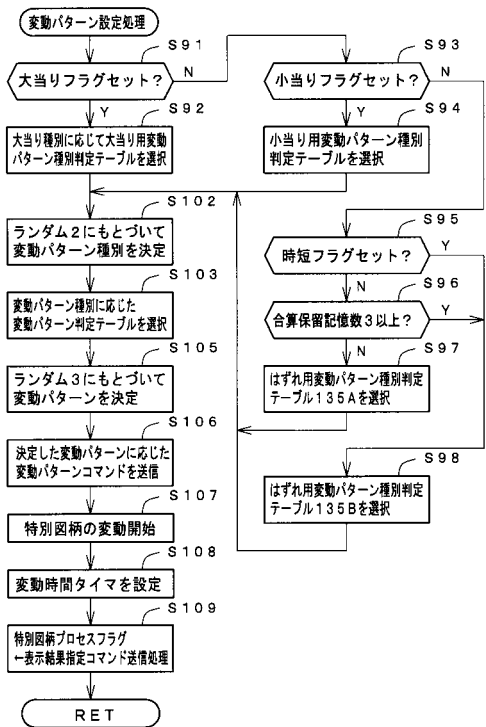 変動パターン設定処理
S91
大当りフラグセット？
N
Y
S92
大当り種別に応じて大当り用変動
パターン種別判定テーブルを選択
S93
小当りフラグセット？
N
Y
S94
小当り用変動パターン種別
判定テーブルを選択
S95
時短フラグセット？
Y
N
S96
合算保留記憶数3以上？
Y
N
S97
はずれ用変動パターン種別判定
テーブル135Aを選択
S98
はずれ用変動パターン種別判定
テーブル135Bを選択
S102
ランダム2にもとづいて
変動パターン種別を決定
S103
変動パターン種別に応じた
変動パターン判定テーブルを選択
S105
ランダム3にもとづいて
変動パターンを決定
S106
決定した変動パターンに応じた
変動パターンコマンドを送信
S107
特別図柄の変動開始
S108
変動時間タイマを設定
S109
特別図柄プロセスフラグ
←表示結果指定コマンド送信処理
RET